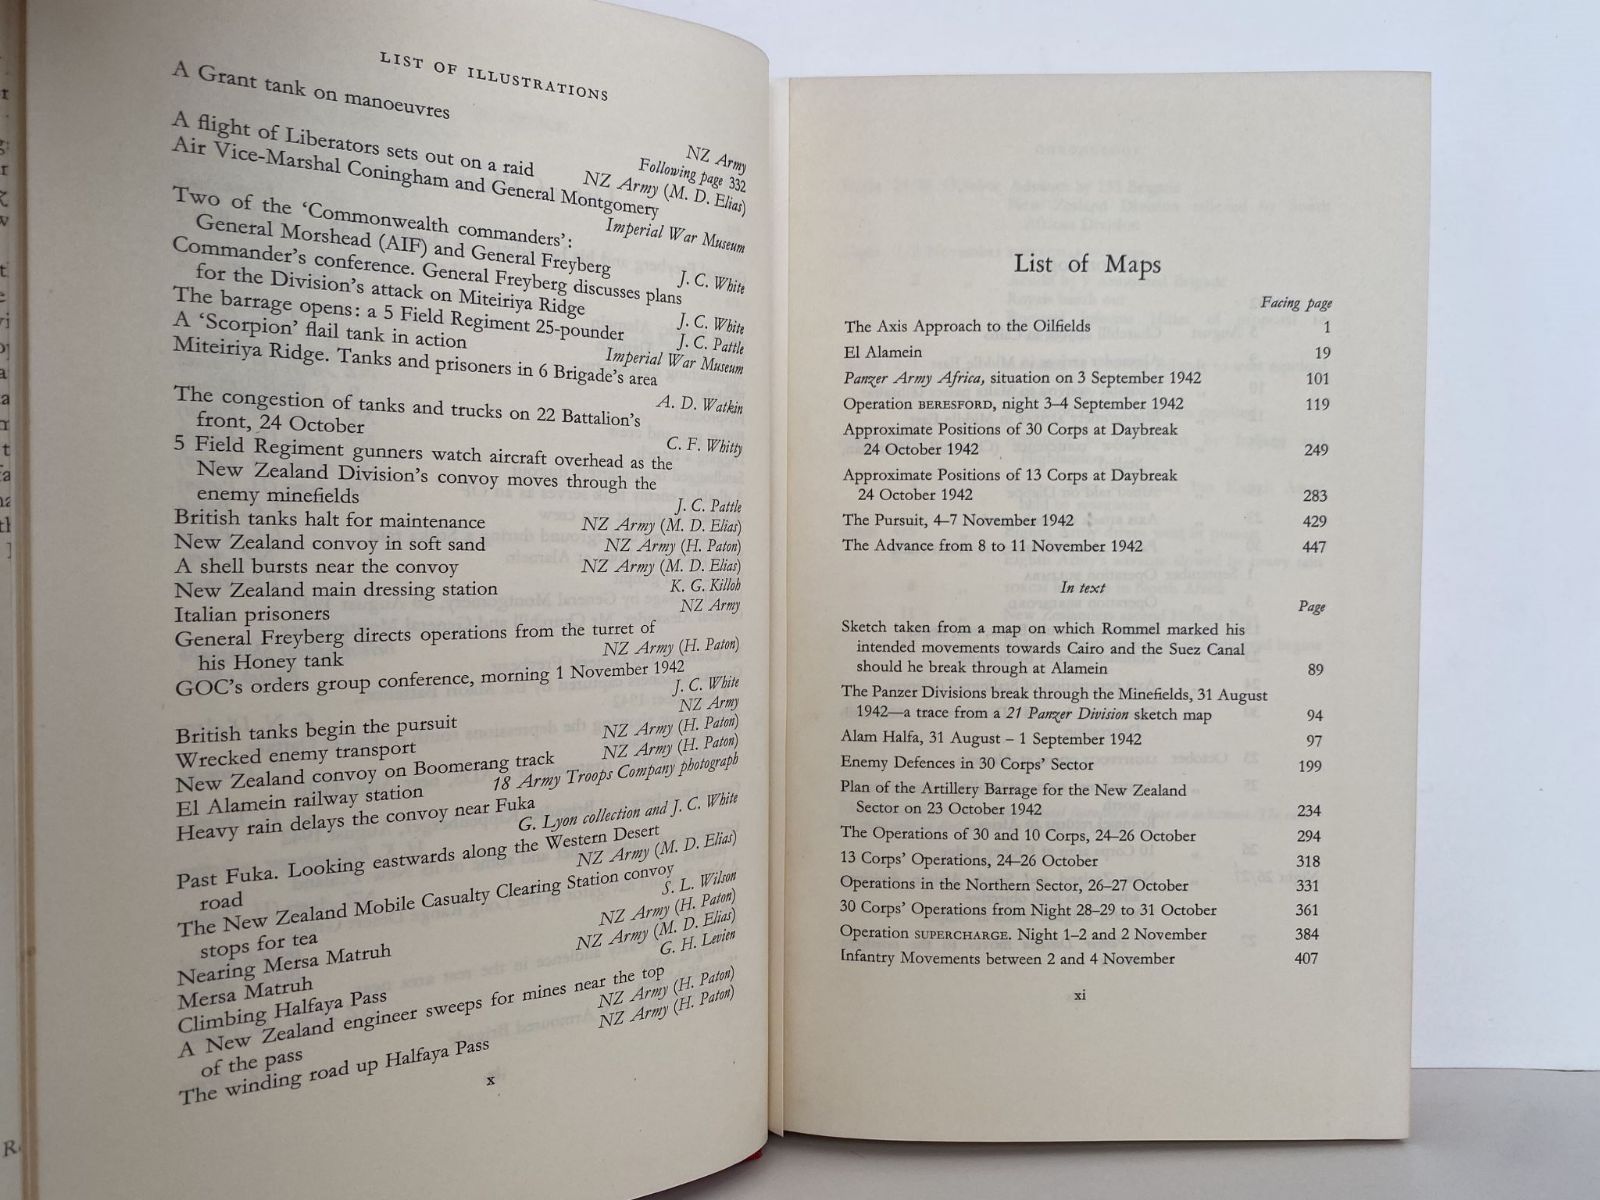 LIST OF ILLUSTRATIONS
A Grant tank on manoeuvres
NZ Army
Following page 332
A flight of Liberators sets out on a raid NZ Army (M. D. Elias)
Air Vice-Marshal Coningham and General Montgomery
Imperial War Museum
Two of the ‘Commonwealth commanders’:
General Morshead (AIF) and General Freyberg J. C. White
Commander’s conference. General Freyberg discusses plans
for the Division’s attack on Miteiriya Ridge J. C. White
The barrage opens: a 5 Field Regiment 25-pounder J. C. Pattle
A ‘Scorpion’ flail tank in action Imperial War Museum
Miteiriya Ridge. Tanks and prisoners in 6 Brigade’s area
A. D. Watkin
The congestion of tanks and trucks on 22 Battalion’s
front, 24 October C. F. Whitty
5 Field Regiment gunners watch aircraft overhead as the
New Zealand Division’s convoy moves through the
enemy minefields J. C. Pattle
British tanks halt for maintenance NZ Army (M. D. Elias)
New Zealand convoy in soft sand NZ Army (H. Paton)
A shell bursts near the convoy NZ Army (M. D. Elias)
New Zealand main dressing station K. G. Killoh
Italian prisoners NZ Army
General Freyberg directs operations from the turret of
his Honey tank NZ Army (H. Paton)
GOC’s orders group conference, morning 1 November 1942
J. C. White
British tanks begin the pursuit NZ Army
Wrecked enemy transport NZ Army (H. Paton)
New Zealand convoy on Boomerang track NZ Army (H. Paton)
El Alamein railway station 18 Army Troops Company photograph
Heavy rain delays the convoy near Fuka
G. Lyon collection and J. C. White
Past Fuka. Looking eastwards along the Western Desert
road NZ Army (M. D. Elias)
The New Zealand Mobile Casualty Clearing Station convoy
stops for tea S. L. Wilson
Nearing Mersa Matruh NZ Army (H. Paton)
Mersa Matruh NZ Army (M. D. Elias)
Climbing Halfaya Pass G. H. Levien
A New Zealand engineer sweeps for mines near the top
of the pass NZ Army (H. Paton)
The winding road up Halfaya Pass NZ Army (H. Paton)
x
List of Maps
Facing page
The Axis Approach to the Oilfields 1
El Alamein 19
Panzer Army Africa, situation on 3 September 1942 101
Operation BERESFORD, night 3–4 September 1942 119
Approximate Positions of 30 Corps at Daybreak
24 October 1942 249
Approximate Positions of 13 Corps at Daybreak
24 October 1942 283
The Pursuit, 4–7 November 1942 429
The Advance from 8 to 11 November 1942 447
In text
Page
Sketch taken from a map on which Rommel marked his
intended movements towards Cairo and the Suez Canal
should he break through at Alamein 89
The Panzer Divisions break through the Minefields, 31 August
1942—a trace from a 21 Panzer Division sketch map 94
Alam Halfa, 31 August – 1 September 1942 97
Enemy Defences in 30 Corps’ Sector 199
Plan of the Artillery Barrage for the New Zealand
Sector on 23 October 1942 234
The Operations of 30 and 10 Corps, 24–26 October 294
13 Corps’ Operations, 24–26 October 318
Operations in the Northern Sector, 26–27 October 331
30 Corps’ Operations from Night 28–29 to 31 October 361
Operation SUPERCHARGE. Night 1–2 and 2 November 384
Infantry Movements between 2 and 4 November 407
xi